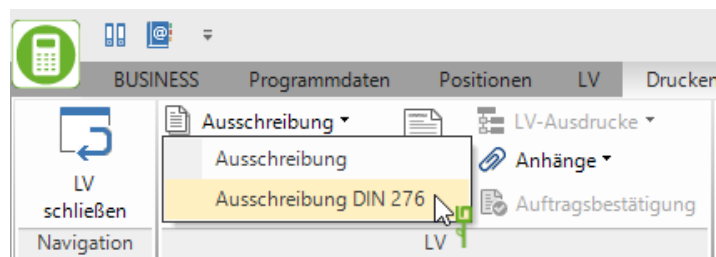 BUSINESS Programmdaten Positionen LV Drucken
Ausschreibung
LV-Ausdrucke
Ausschreibung
Anhänge
LV
schließen
Ausschreibung DIN 276
Auftragsbestätigung
Navigation
LV